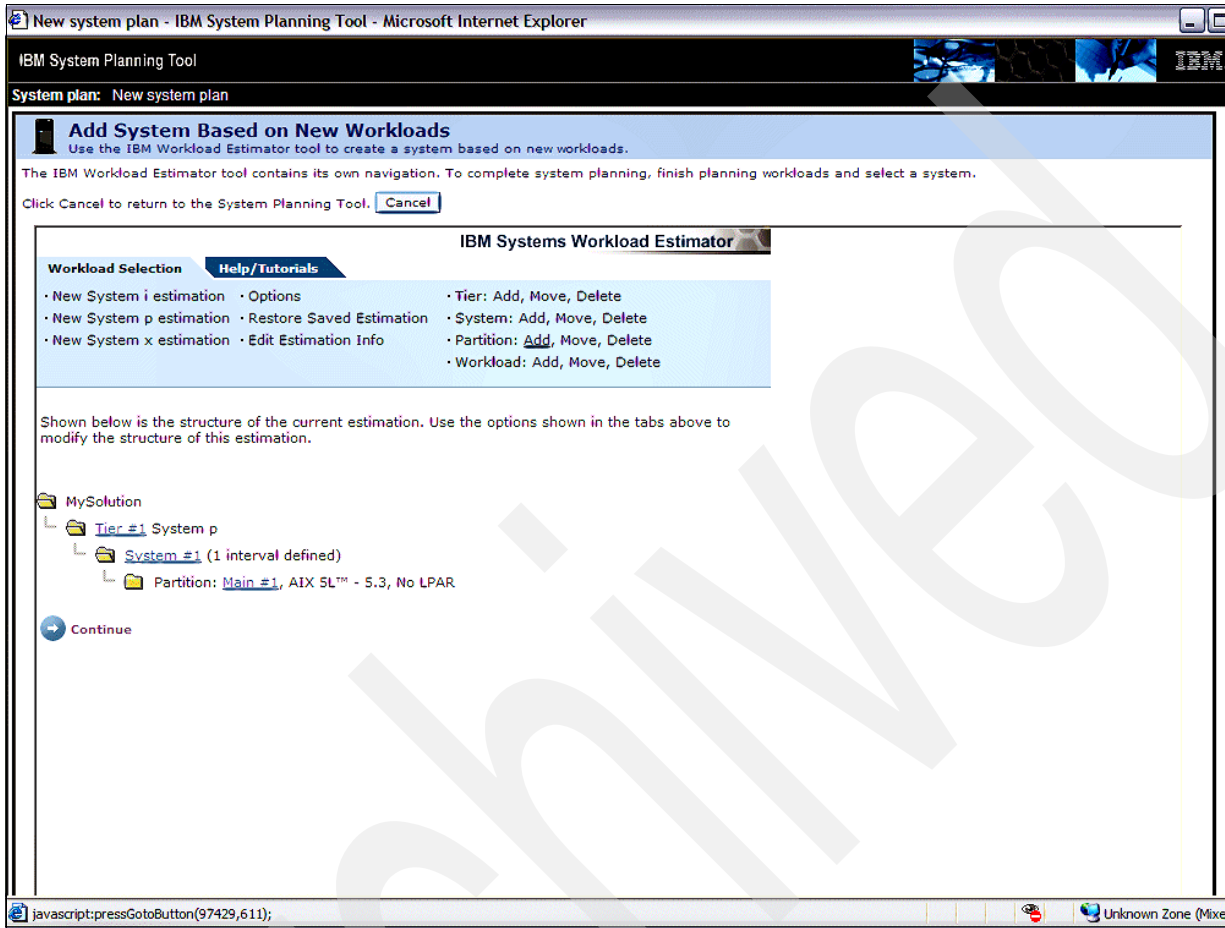 New system plan - IBM System Planning Tool - Microsoft Internet Explorer
IBM System Planning Tool
IBM
System plan: New system plan
Add System Based on New Workloads
Use the IBM Workload Estimator tool to create a system based on new workloads.
The IBM Workload Estimator tool contains its own navigation. To complete system planning, finish planning workloads and select a system.
Click Cancel to return to the System Planning Tool. Cancel
IBM Systems Workload Estimator
Workload Selection Help/Tutorials
· New System i estimation · Options · Tier: Add, Move, Delete
· New System p estimation · Restore Saved Estimation · System: Add, Move, Delete
· New System x estimation · Edit Estimation Info · Partition: Add, Move, Delete
· Workload: Add, Move, Delete
Shown below is the structure of the current estimation. Use the options shown in the tabs above to
modify the structure of this estimation.
MySolution
Tier #1 System p
System #1 (1 interval defined)
Partition: Main #1, AIX 5L™ - 5.3, No LPAR
Continue
javascript:pressGotoButton(97429,611);
Unknown Zone (Mixe